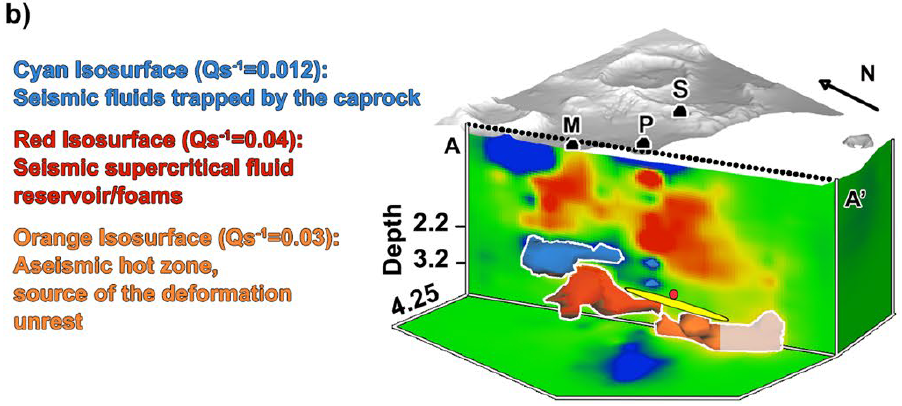 b)
Cyan Isosurface (Qs⁻¹=0.012):
Seismic fluids trapped by the caprock
Red Isosurface (Qs⁻¹=0.04):
Seismic supercritical fluid
reservoir/foams
Orange Isosurface (Qs⁻¹=0.03):
Aseismic hot zone,
source of the deformation
unrest
N
S
M
P
A
A'
Depth
2.2
3.2
4.25